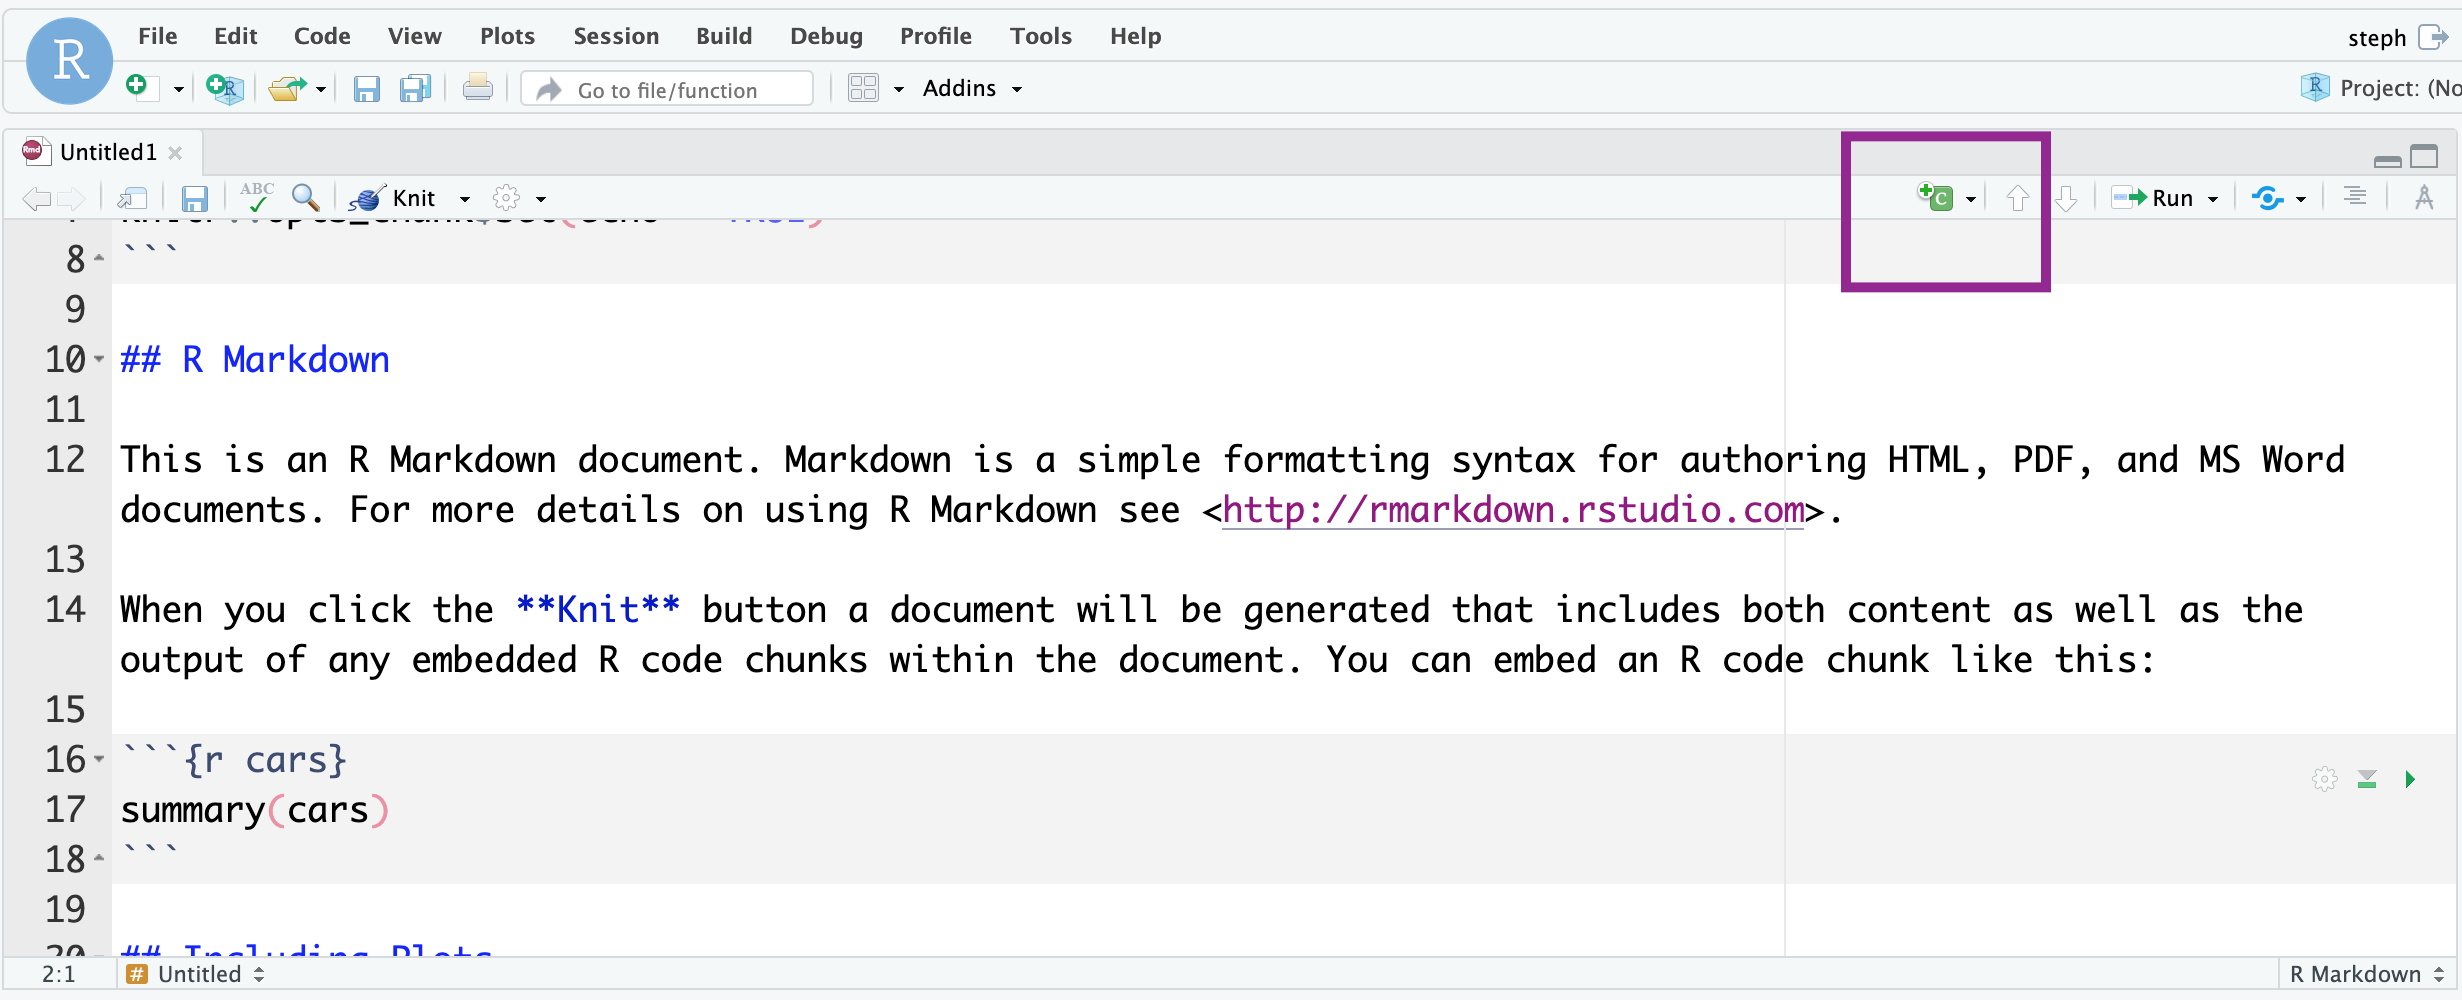 R
File Edit Code View Plots Session Build Debug Profile Tools Help
steph
R
Go to file/function
Addins
R
Project: (No
Rmd
Untitled1
ABC
Knit
C
Run
8 ```
9
10 ## R Markdown
11
12 This is an R Markdown document. Markdown is a simple formatting syntax for authoring HTML, PDF, and MS Word
documents. For more details on using R Markdown see <http://rmarkdown.rstudio.com>.
13
14 When you click the **Knit** button a document will be generated that includes both content as well as the
output of any embedded R code chunks within the document. You can embed an R code chunk like this:
15
16 ```{r cars}
17 summary(cars)
18 ```
19
20 ## Including Plots
2:1
# Untitled
R Markdown